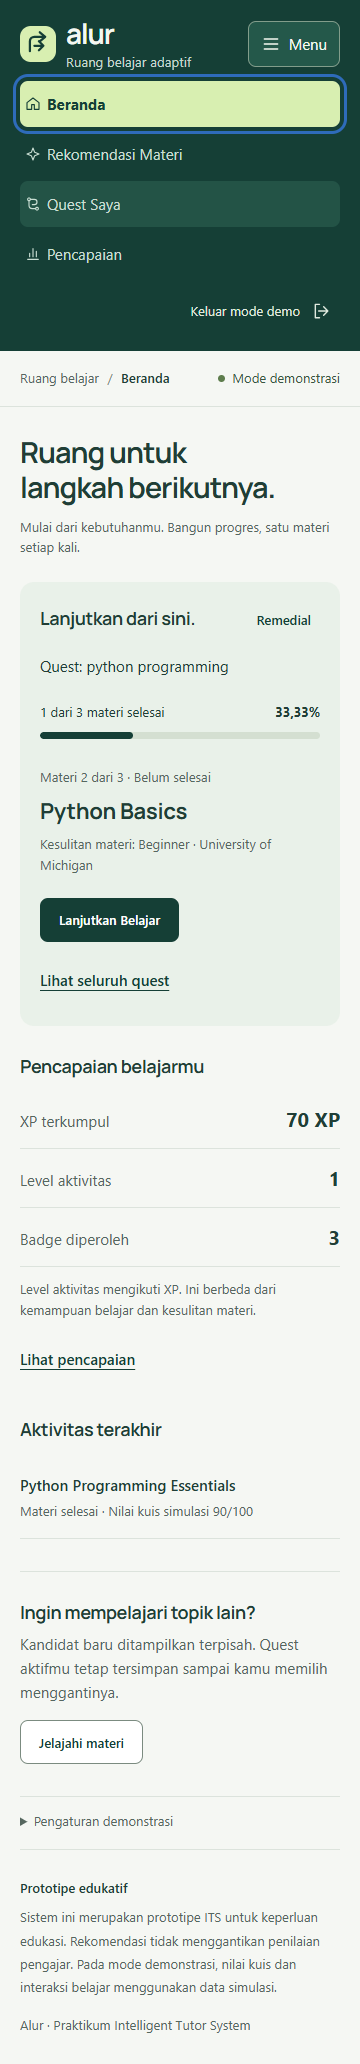 alur
Ruang belajar adaptif
Menu
Beranda
Rekomendasi Materi
Quest Saya
Pencapaian
Keluar mode demo
Ruang belajar / Beranda
Mode demonstrasi
Ruang untuk
langkah berikutnya.
Mulai dari kebutuhanmu. Bangun progres, satu materi
setiap kali.
Lanjutkan dari sini.
Remedial
Quest: python programming
1 dari 3 materi selesai
33,33%
Materi 2 dari 3 · Belum selesai
Python Basics
Kesulitan materi: Beginner · University of
Michigan
Lanjutkan Belajar
Lihat seluruh quest
Pencapaian belajarmu
XP terkumpul
70 XP
Level aktivitas
1
Badge diperoleh
3
Level aktivitas mengikuti XP. Ini berbeda dari
kemampuan belajar dan kesulitan materi.
Lihat pencapaian
Aktivitas terakhir
Python Programming Essentials
Materi selesai · Nilai kuis simulasi 90/100
Ingin mempelajari topik lain?
Kandidat baru ditampilkan terpisah. Quest
aktifmu tetap tersimpan sampai kamu memilih
menggantinya.
Jelajahi materi
Pengaturan demonstrasi
Prototipe edukatif
Sistem ini merupakan prototipe ITS untuk keperluan
edukasi. Rekomendasi tidak menggantikan penilaian
pengajar. Pada mode demonstrasi, nilai kuis dan
interaksi belajar menggunakan data simulasi.
Alur · Praktikum Intelligent Tutor System